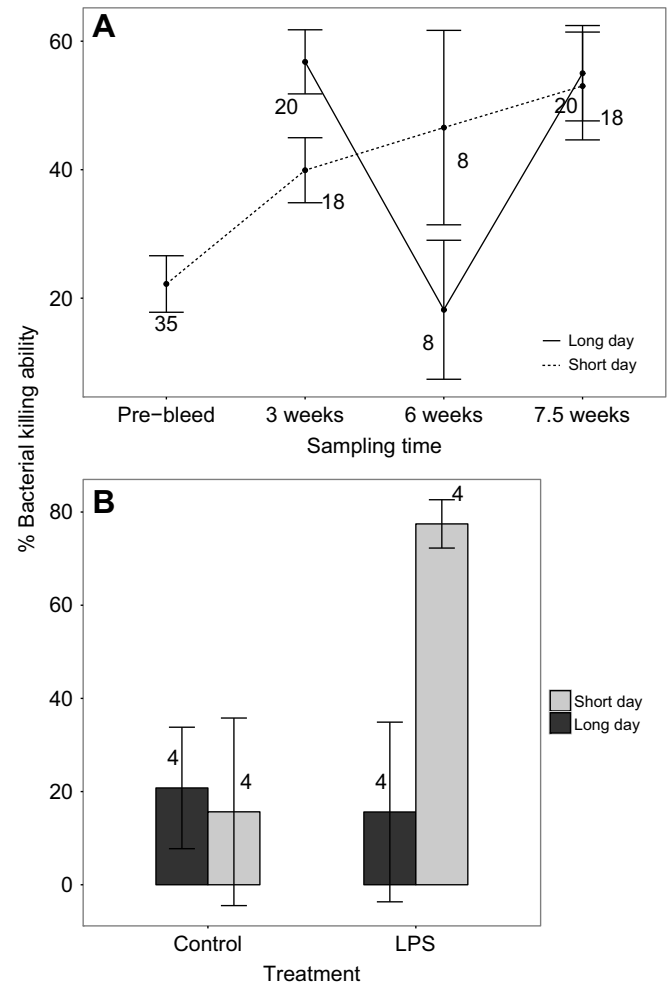 A
60
40
20
20
18
35
8
8
20
18
Long day
Short day
Pre−bleed 3 weeks 6 weeks 7.5 weeks
Sampling time
% Bacterial killing ability
B
80
60
40
20
0
4
4
4
4
Short day
Long day
Control LPS
Treatment